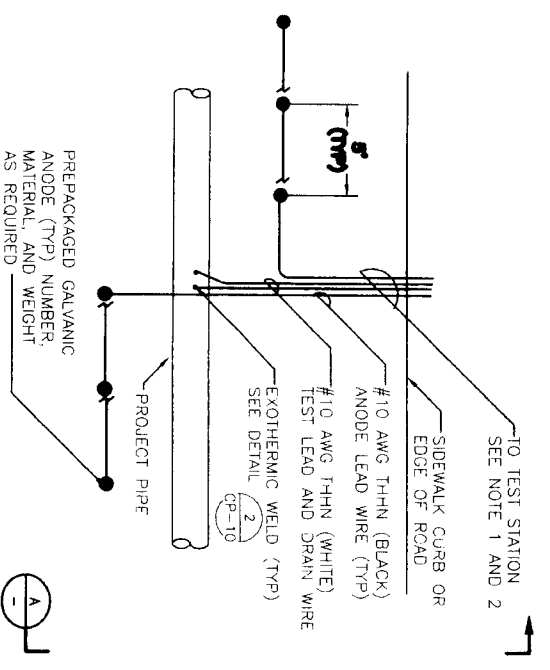 TO TEST STATION
SEE NOTE 1 AND 2
SIDEWALK CURB OR
EDGE OF ROAD
#10 AWG THHN (BLACK)
ANODE LEAD WIRE (TYP)
#10 AWG THHN (WHITE)
TEST LEAD AND DRAIN WIRE
EXOTHERMIC WELD (TYP)
SEE DETAIL
2
CP-10
5'
(TYP)
PROJECT PIPE
PREPACKAGED GALVANIC
ANODE (TYP) NUMBER,
MATERIAL, AND WEIGHT
AS REQUIRED
A
-